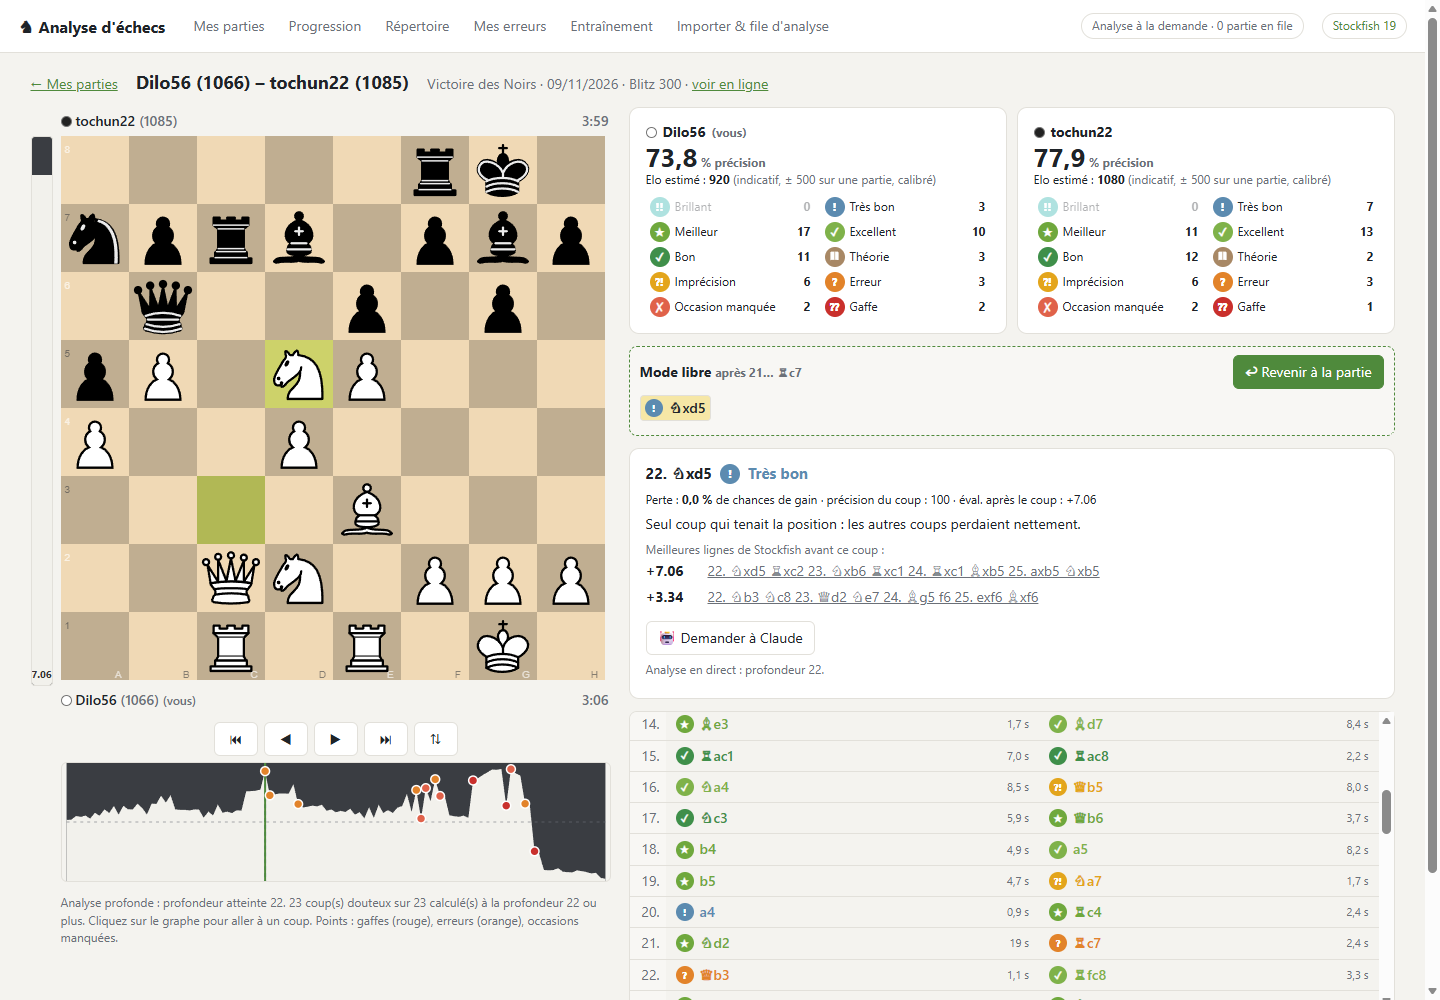 ♞ Analyse d'échecs Mes parties Progression Répertoire Mes erreurs Entraînement Importer & file d'analyse Analyse à la demande · 0 partie en file Stockfish 19
← Mes parties Dilo56 (1066) – tochun22 (1085) Victoire des Noirs · 09/11/2026 · Blitz 300 · voir en ligne
tochun22 (1085) 3:59
8
7
6
5
4
3
2
1
A B C D E F G H
7.06
Dilo56 (1066) (vous) 3:06
⏮ ◀ ▶ ⏭ ⇅
Analyse profonde : profondeur atteinte 22. 23 coup(s) douteux sur 23 calculé(s) à la profondeur 22 ou
plus. Cliquez sur le graphe pour aller à un coup. Points : gaffes (rouge), erreurs (orange), occasions
manquées.
Dilo56 (vous)
73,8 % précision
Elo estimé : 920 (indicatif, ± 500 sur une partie, calibré)
!! Brillant 0 ! Très bon 3
Meilleur 17 Excellent 10
Bon 11 Théorie 3
?! Imprécision 6 ? Erreur 3
Occasion manquée 2 ?? Gaffe 2
tochun22
77,9 % précision
Elo estimé : 1080 (indicatif, ± 500 sur une partie, calibré)
!! Brillant 0 ! Très bon 7
Meilleur 11 Excellent 13
Bon 12 Théorie 2
?! Imprécision 6 ? Erreur 3
Occasion manquée 2 ?? Gaffe 1
Mode libre après 21… ♜c7
↩ Revenir à la partie
! ♘xd5
22. ♘xd5 ! Très bon
Perte : 0,0 % de chances de gain · précision du coup : 100 · éval. après le coup : +7.06
Seul coup qui tenait la position : les autres coups perdaient nettement.
Meilleures lignes de Stockfish avant ce coup :
+7.06 22. ♘xd5 ♖xc2 23. ♘xb6 ♖xc1 24. ♖xc1 ♗xb5 25. axb5 ♘xb5
+3.34 22. ♘b3 ♘c8 23. ♕d2 ♘e7 24. ♗g5 f6 25. exf6 ♗xf6
Demander à Claude
Analyse en direct : profondeur 22.
14. ♝e3 1,7 s ♝d7 8,4 s
15. ♜ac1 7,0 s ♜ac8 2,2 s
16. ♘a4 8,5 s ?! ♛b5 8,0 s
17. ♘c3 5,9 s ♛b6 3,7 s
18. b4 4,9 s a5 8,2 s
19. b5 4,7 s ?! ♘a7 1,7 s
20. ! a4 0,9 s ♜c4 2,4 s
21. ♘d2 19 s ? ♜c7 2,4 s
22. ? ♛b3 1,1 s ♜fc8 3,3 s